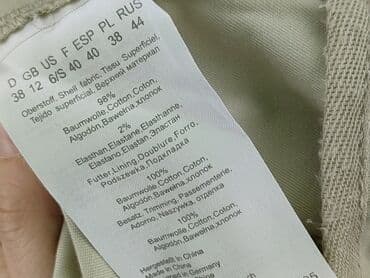 D GB US F ESP PL RUS
38 12 6/S 40 40 38 44
Oberstoff, Shell fabric, Tissu Superficiel,
Tejido superficial, Верхний материал
98%
Baumwolle,Cotton,Coton,
Algodón,Bawełna,хлопок
2%
Elasthan,Elastane,Elasthanne,
Elastano,Elastan,Эластан
Futter,Lining,Doublure,Forro,
Podszewka,подкладка
100%
Baumwolle,Cotton,Coton,
Algodón,Bawełna,хлопок
Besatz,Trimming,Passementerie,
Adorno,Naszywka,отделка
100%
Baumwolle,Cotton,Coton,
Algodón,Bawełna,хлопок
Hergestellt in China
Made in China
in Germany
China